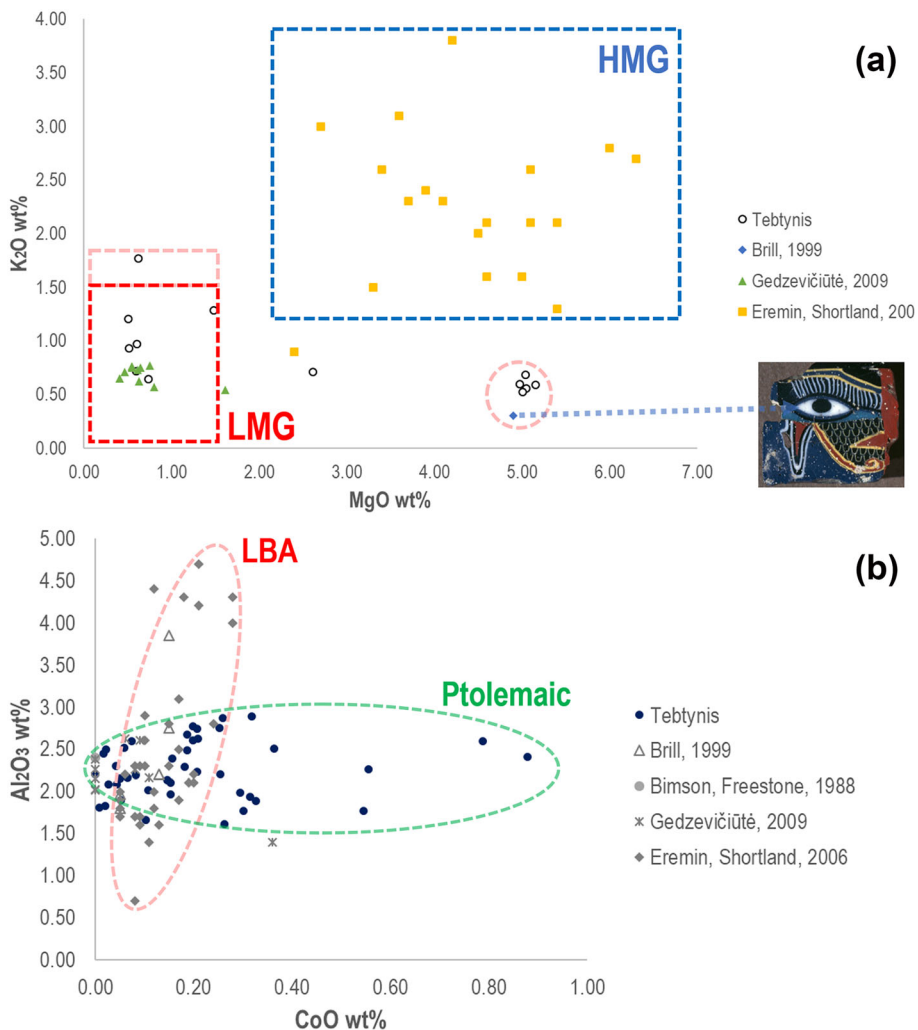 4.00
(a)
HMG
3.50
3.00
2.50
2.00
1.50
1.00
0.50
0.00
K2O wt%
LMG
0.00 1.00 2.00 3.00 4.00 5.00 6.00 7.00
MgO wt%
Tebtynis
Brill, 1999
Gedzevičiūtė, 2009
Eremin, Shortland, 200
5.00
LBA
(b)
4.50
4.00
3.50
Ptolemaic
3.00
2.50
2.00
1.50
1.00
0.50
0.00
Al2O3 wt%
0.00 0.20 0.40 0.60 0.80 1.00
CoO wt%
Tebtynis
Brill, 1999
Bimson, Freestone, 1988
Gedzevičiūtė, 2009
Eremin, Shortland, 2006